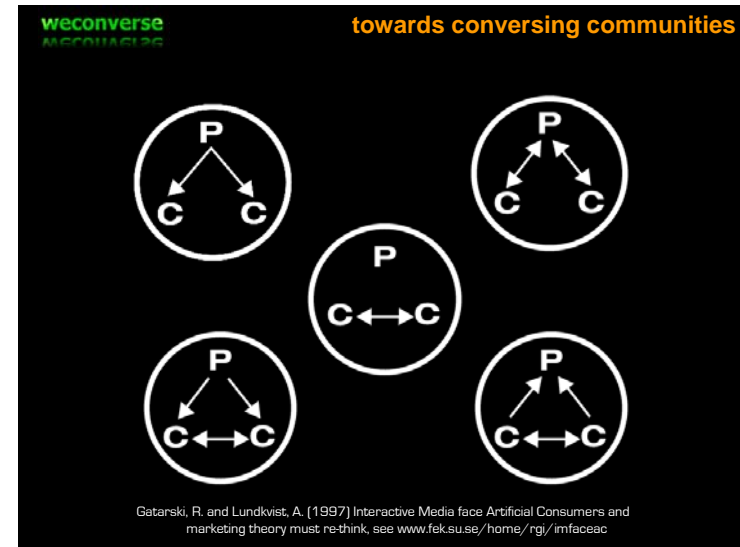 weconverse
towards conversing communities
P
C C
P
C C
P
C C
P
C C
P
C C
Gatarski, R. and Lundkvist, A. (1997) Interactive Media face Artificial Consumers and
marketing theory must re-think, see www.fek.su.se/home/rgi/imfaceac